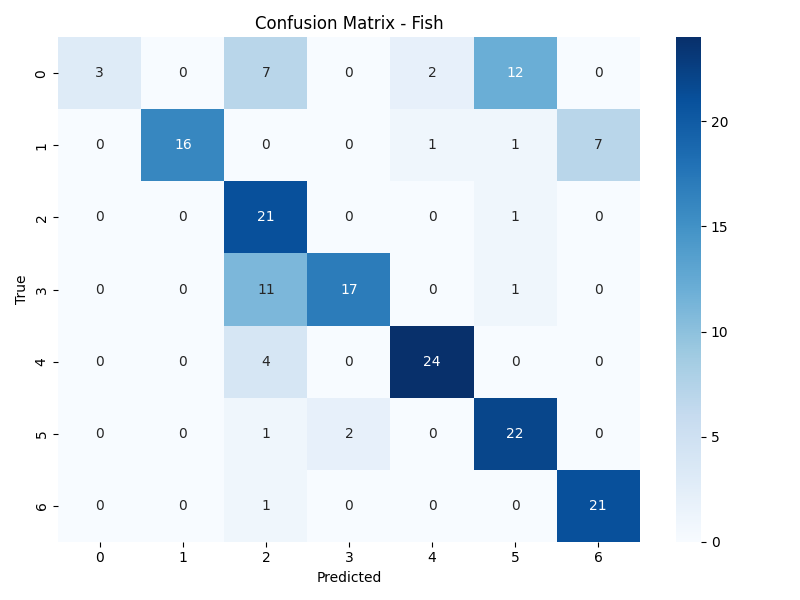 Confusion Matrix - Fish
True
0 3 0 7 0 2 12 0
1 0 16 0 0 1 1 7
2 0 0 21 0 0 1 0
3 0 0 11 17 0 1 0
4 0 0 4 0 24 0 0
5 0 0 1 2 0 22 0
6 0 0 1 0 0 0 21
0 1 2 3 4 5 6
Predicted
20
15
10
5
0